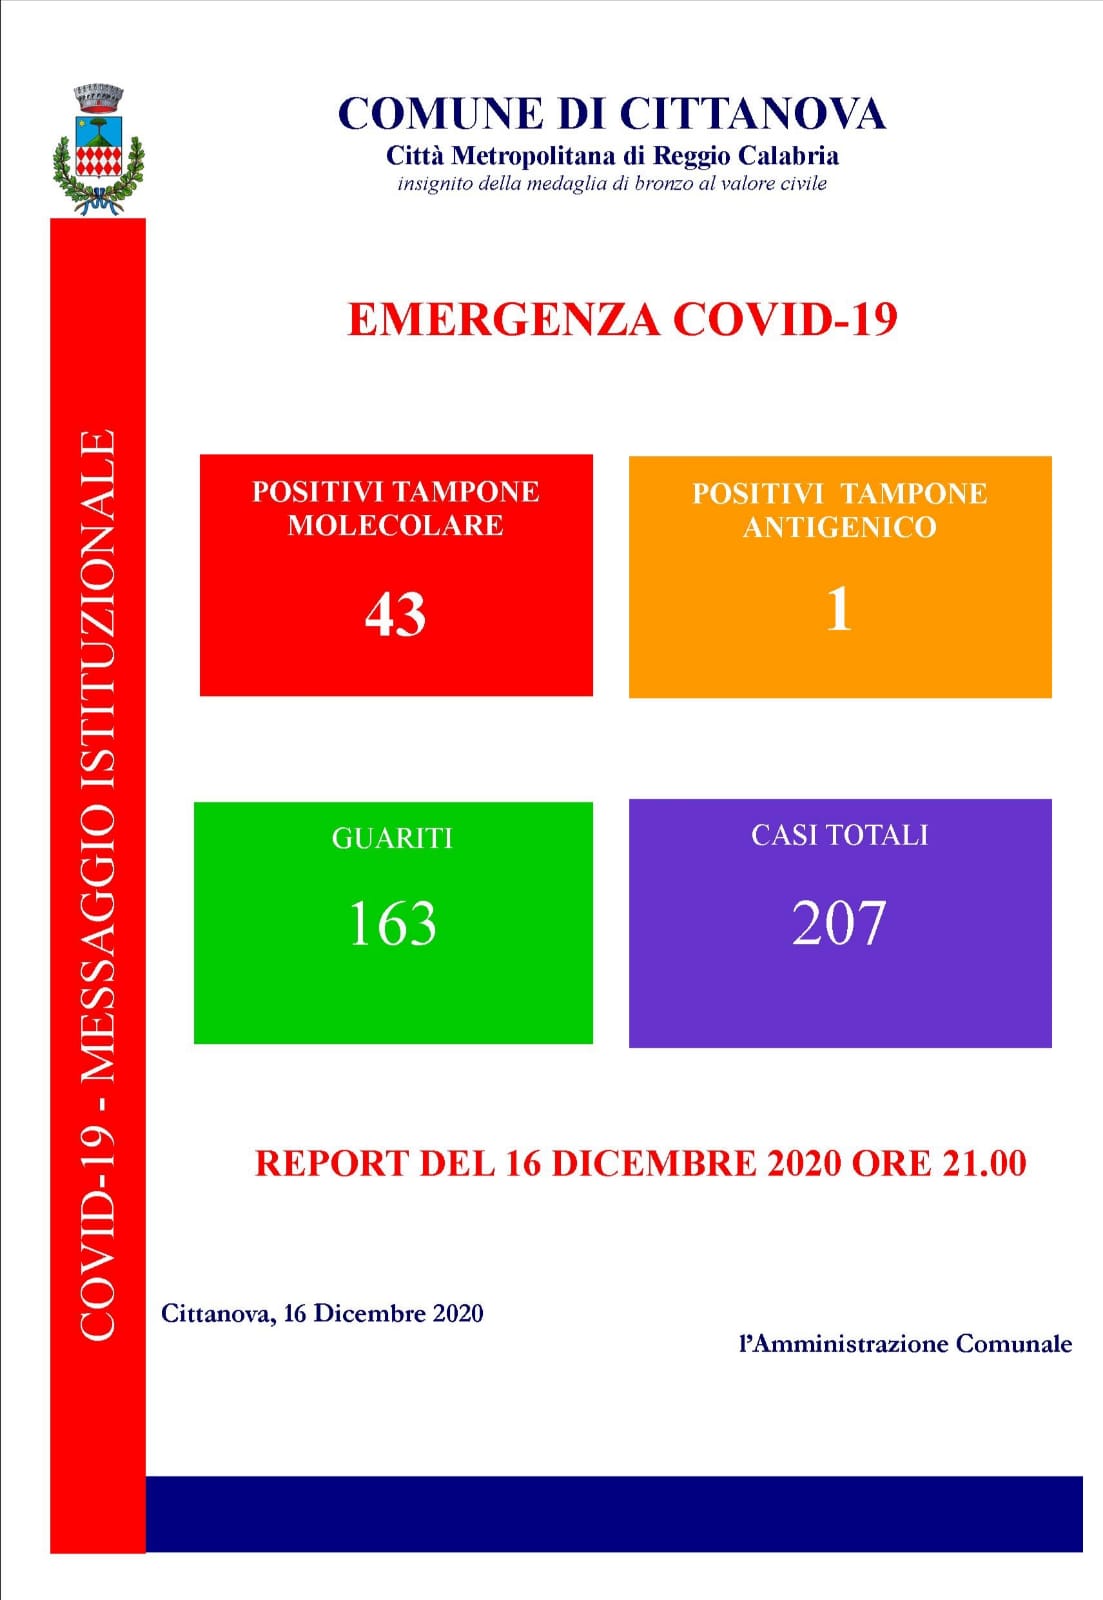 COMUNE DI CITTANOVA
Città Metropolitana di Reggio Calabria
insignito della medaglia di bronzo al valore civile
EMERGENZA COVID-19
COVID-19 - MESSAGGIO ISTITUZIONALE
POSITIVI TAMPONE
MOLECOLARE
43
POSITIVI TAMPONE
ANTIGENICO
1
GUARITI
163
CASI TOTALI
207
REPORT DEL 16 DICEMBRE 2020 ORE 21.00
Cittanova, 16 Dicembre 2020
l’Amministrazione Comunale